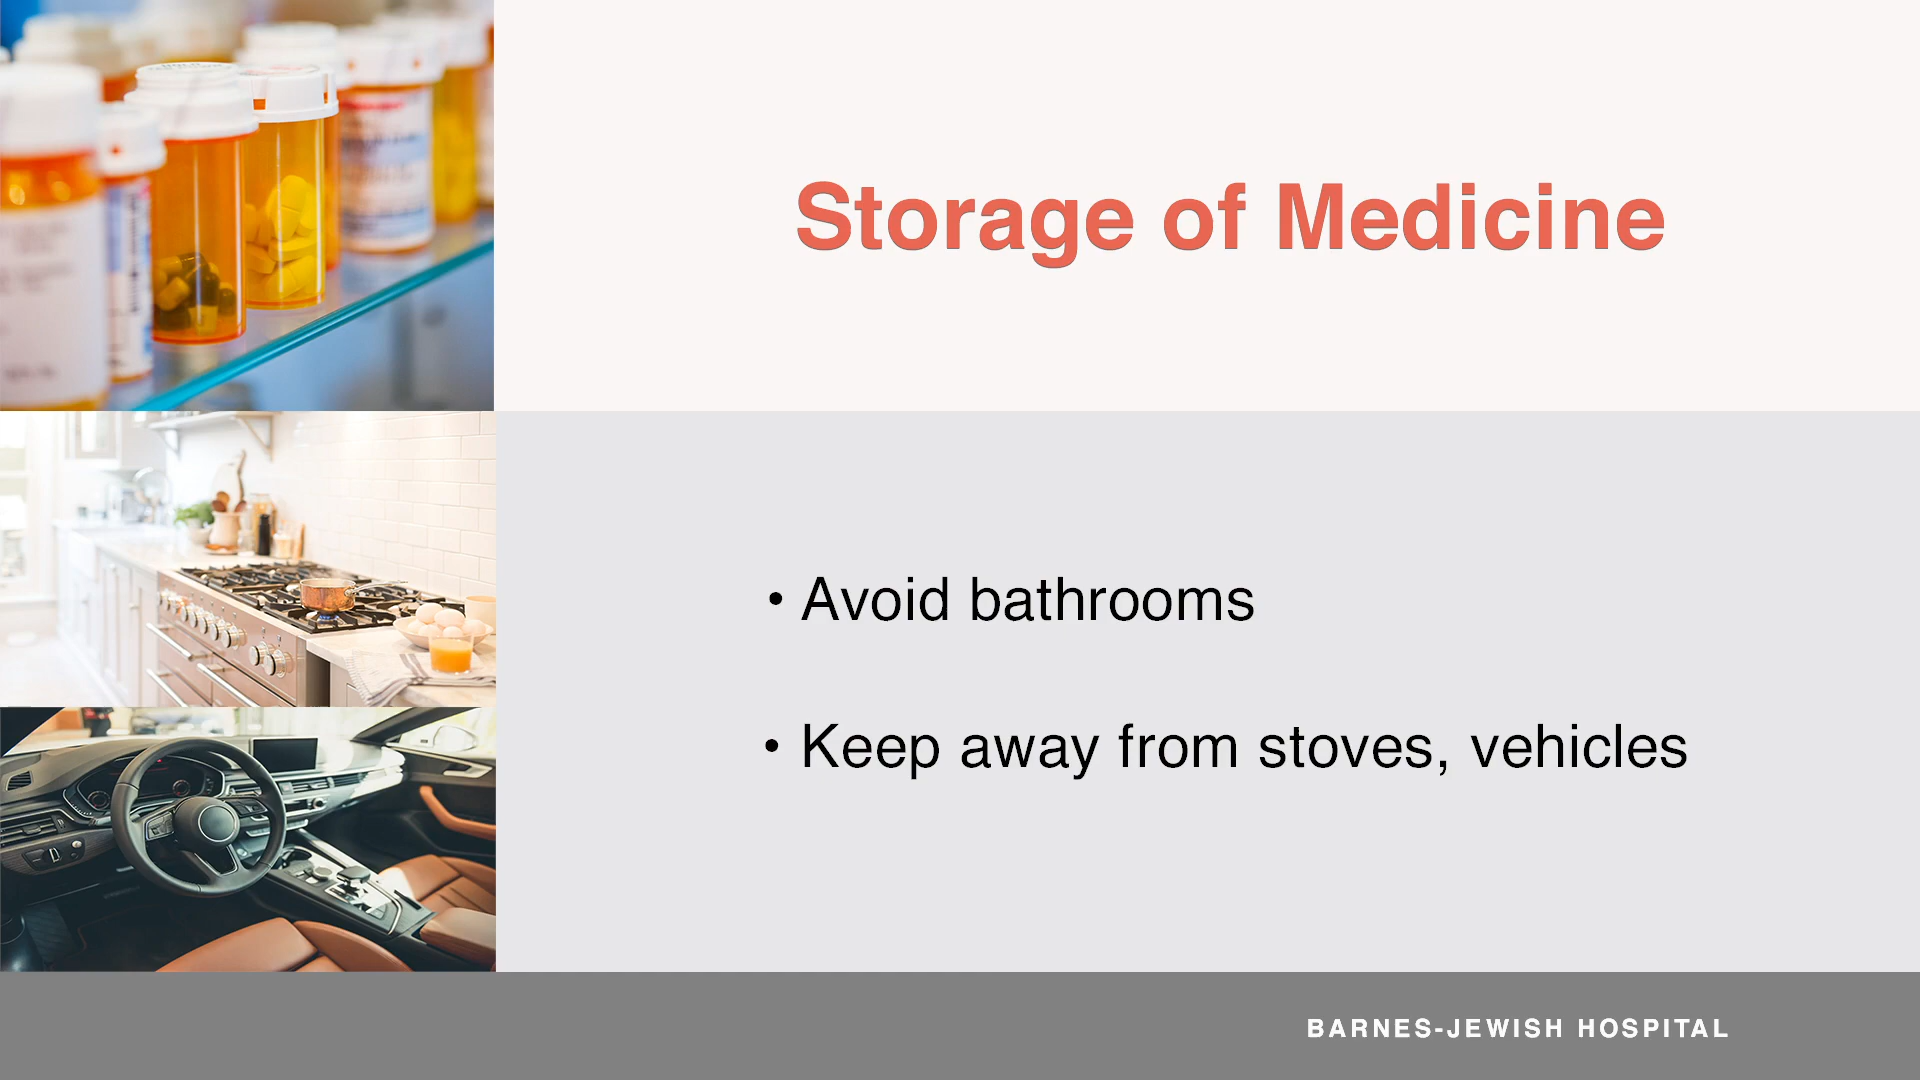 Storage of Medicine
• Avoid bathrooms
• Keep away from stoves, vehicles
BARNES-JEWISH HOSPITAL